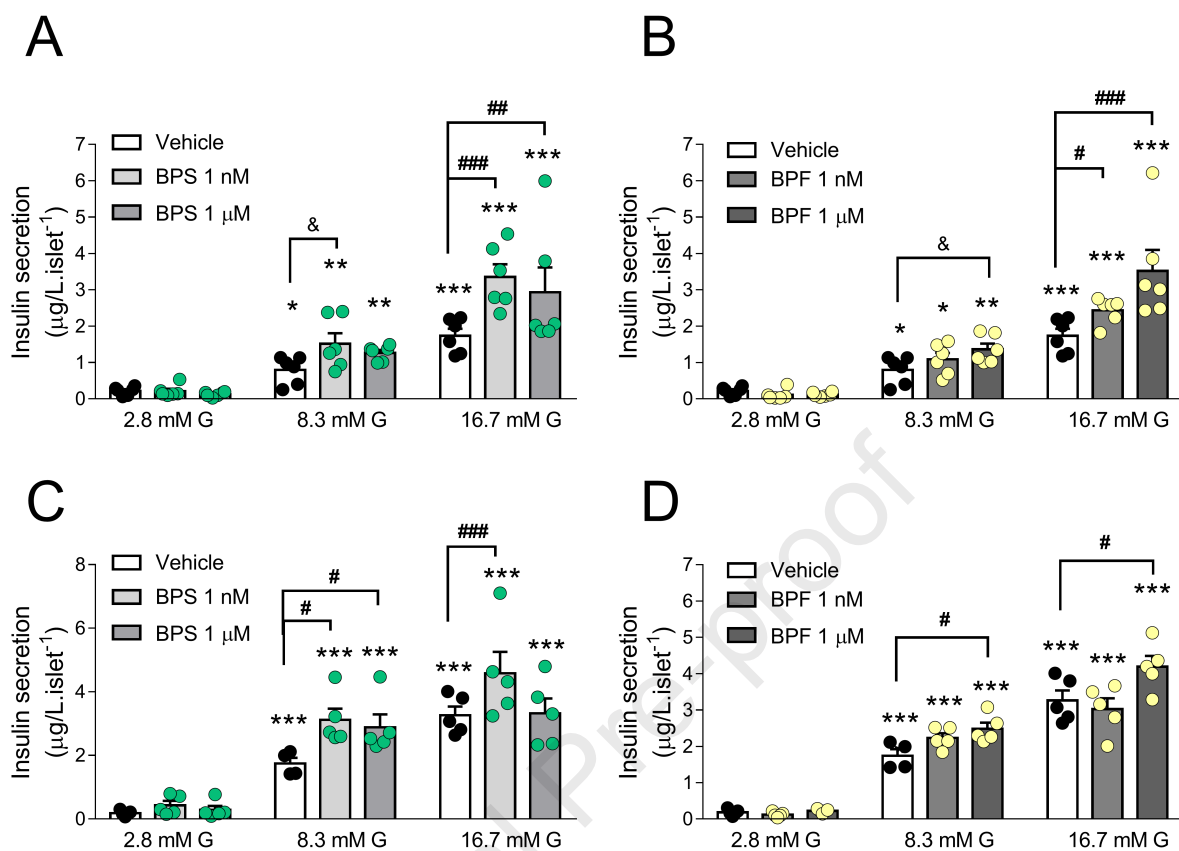 A
Insulin secretion
(μg/L.islet⁻¹)
7
6
5
4
3
2
1
0
Vehicle
BPS 1 nM
BPS 1 μM
##
###
***
***
***
&
**
**
*
2.8 mM G
8.3 mM G
16.7 mM G
B
Insulin secretion
(μg/L.islet⁻¹)
7
6
5
4
3
2
1
0
Vehicle
BPF 1 nM
BPF 1 μM
###
#
***
***
***
&
**
*
*
2.8 mM G
8.3 mM G
16.7 mM G
C
Insulin secretion
(μg/L.islet⁻¹)
8
6
4
2
0
Vehicle
BPS 1 nM
BPS 1 μM
###
***
***
***
#
#
***
***
***
2.8 mM G
8.3 mM G
16.7 mM G
D
Insulin secretion
(μg/L.islet⁻¹)
7
6
5
4
3
2
1
0
Vehicle
BPF 1 nM
BPF 1 μM
#
***
***
***
#
***
***
***
2.8 mM G
8.3 mM G
16.7 mM G
Pre-proof